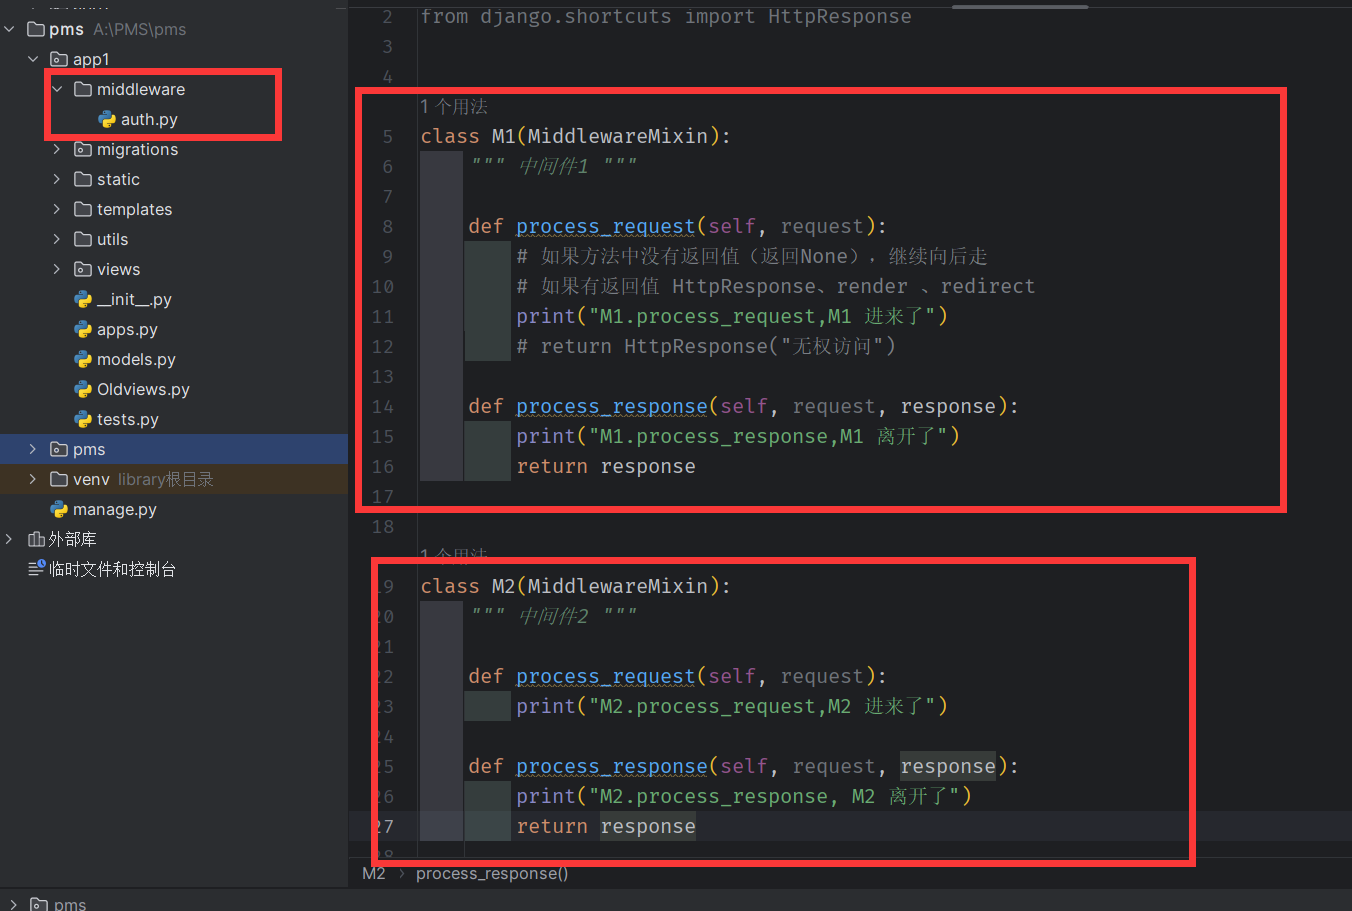 pms A:\PMS\pms
app1
middleware
auth.py
migrations
static
templates
utils
views
__init__.py
apps.py
models.py
Oldviews.py
tests.py
pms
venv library根目录
manage.py
外部库
临时文件和控制台
2 from django.shortcuts import HttpResponse
3
4
1 个用法
5 class M1(MiddlewareMixin):
6 """ 中间件1 """
7
8 def process_request(self, request):
9 # 如果方法中没有返回值（返回None），继续向后走
10 # 如果有返回值 HttpResponse、render 、redirect
11 print("M1.process_request,M1 进来了")
12 # return HttpResponse("无权访问")
13
14 def process_response(self, request, response):
15 print("M1.process_response,M1 离开了")
16 return response
17
18
1 个用法
19 class M2(MiddlewareMixin):
20 """ 中间件2 """
21
22 def process_request(self, request):
23 print("M2.process_request,M2 进来了")
24
25 def process_response(self, request, response):
26 print("M2.process_response, M2 离开了")
27 return response
28
M2 › process_response()
pms